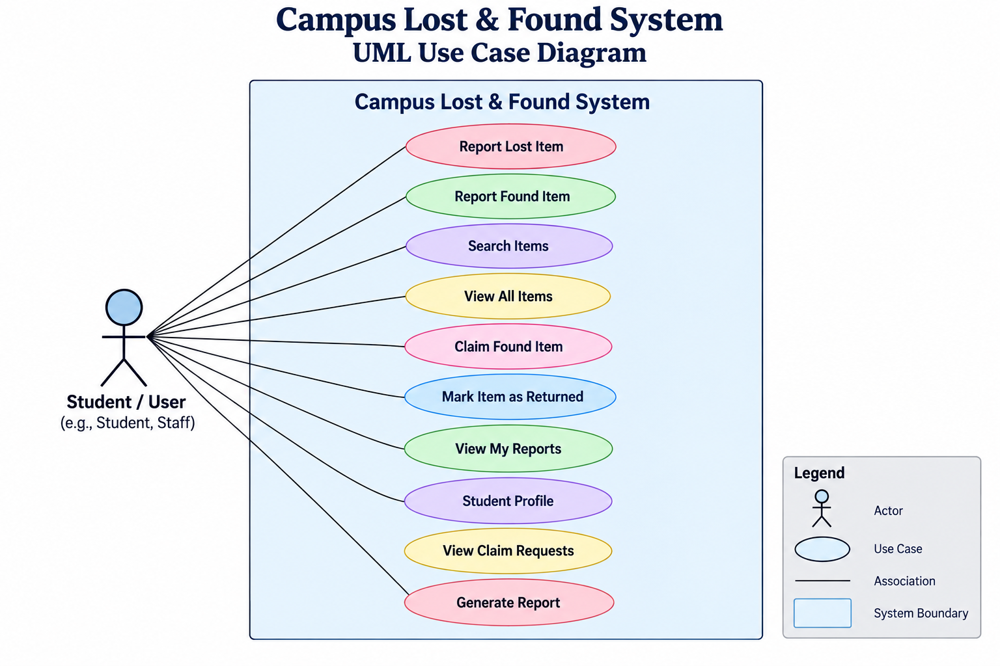 Campus Lost & Found System
UML Use Case Diagram
Campus Lost & Found System
Report Lost Item
Report Found Item
Search Items
View All Items
Claim Found Item
Mark Item as Returned
View My Reports
Student Profile
View Claim Requests
Generate Report
Student / User
(e.g., Student, Staff)
Legend
Actor
Use Case
Association
System Boundary